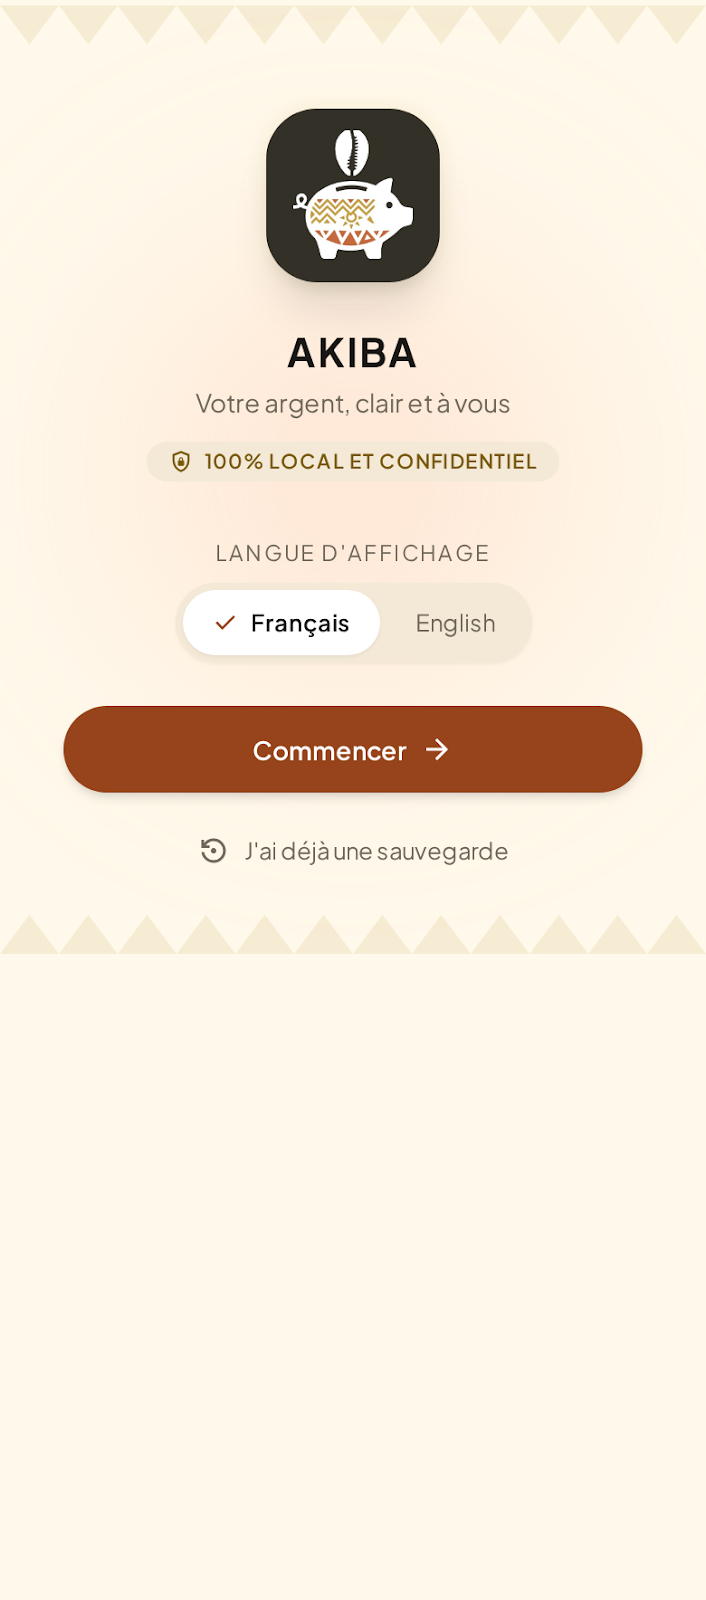 AKIBA
Votre argent, clair et à vous
100% LOCAL ET CONFIDENTIEL
LANGUE D'AFFICHAGE
Français English
Commencer
J'ai déjà une sauvegarde